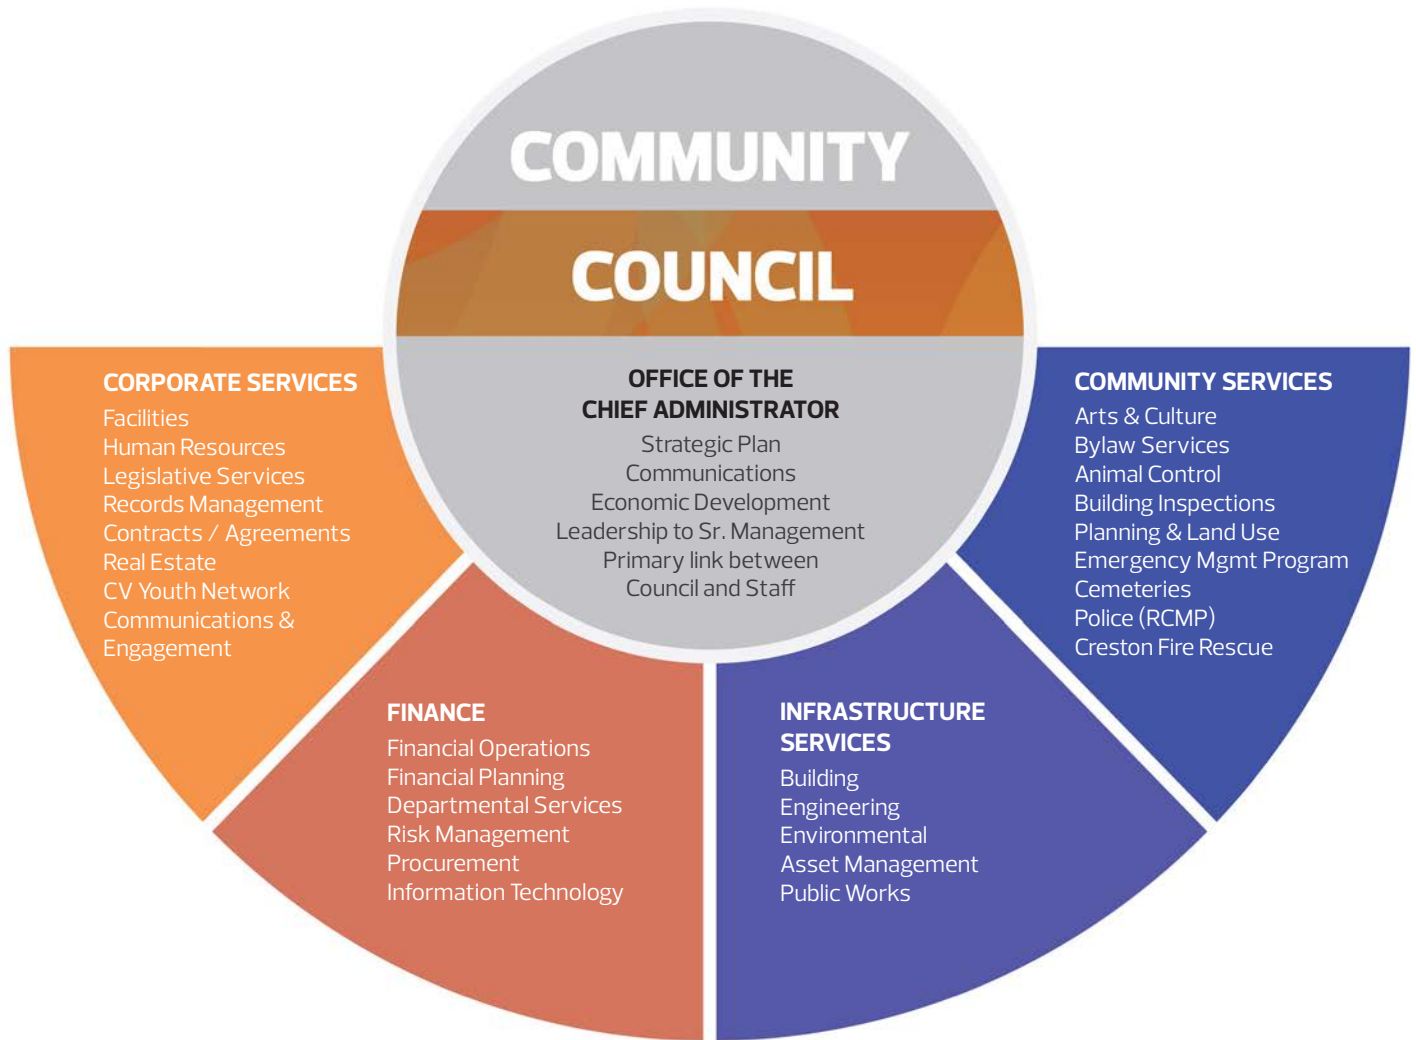 COMMUNITY
COUNCIL
OFFICE OF THE
CHIEF ADMINISTRATOR
Strategic Plan
Communications
Economic Development
Leadership to Sr. Management
Primary link between
Council and Staff
CORPORATE SERVICES
Facilities
Human Resources
Legislative Services
Records Management
Contracts / Agreements
Real Estate
CV Youth Network
Communications &
Engagement
FINANCE
Financial Operations
Financial Planning
Departmental Services
Risk Management
Procurement
Information Technology
INFRASTRUCTURE
SERVICES
Building
Engineering
Environmental
Asset Management
Public Works
COMMUNITY SERVICES
Arts & Culture
Bylaw Services
Animal Control
Building Inspections
Planning & Land Use
Emergency Mgmt Program
Cemeteries
Police (RCMP)
Creston Fire Rescue